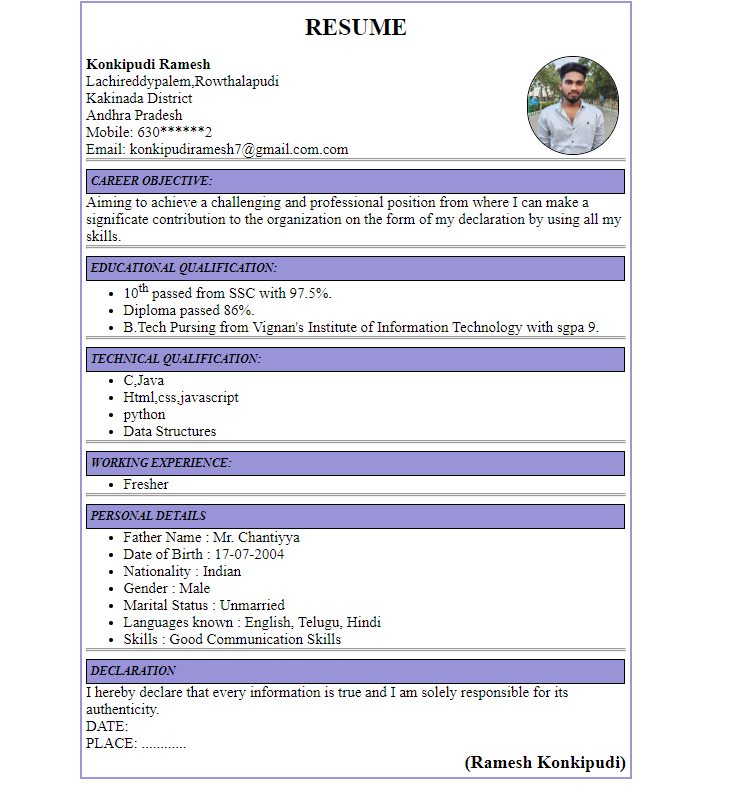 RESUME
Konkipudi Ramesh
Lachireddypalem,Rowthalapudi
Kakinada District
Andhra Pradesh
Mobile: 630******2
Email: konkipudiramesh7@gmail.com.com
CAREER OBJECTIVE:
Aiming to achieve a challenging and professional position from where I can make a
significate contribution to the organization on the form of my declaration by using all my
skills.
EDUCATIONAL QUALIFICATION:
• 10th passed from SSC with 97.5%.
• Diploma passed 86%.
• B.Tech Pursing from Vignan's Institute of Information Technology with sgpa 9.
TECHNICAL QUALIFICATION:
• C,Java
• Html,css,javascript
• python
• Data Structures
WORKING EXPERIENCE:
• Fresher
PERSONAL DETAILS
• Father Name : Mr. Chantiyya
• Date of Birth : 17-07-2004
• Nationality : Indian
• Gender : Male
• Marital Status : Unmarried
• Languages known : English, Telugu, Hindi
• Skills : Good Communication Skills
DECLARATION
I hereby declare that every information is true and I am solely responsible for its
authenticity.
DATE:
PLACE: ............
(Ramesh Konkipudi)